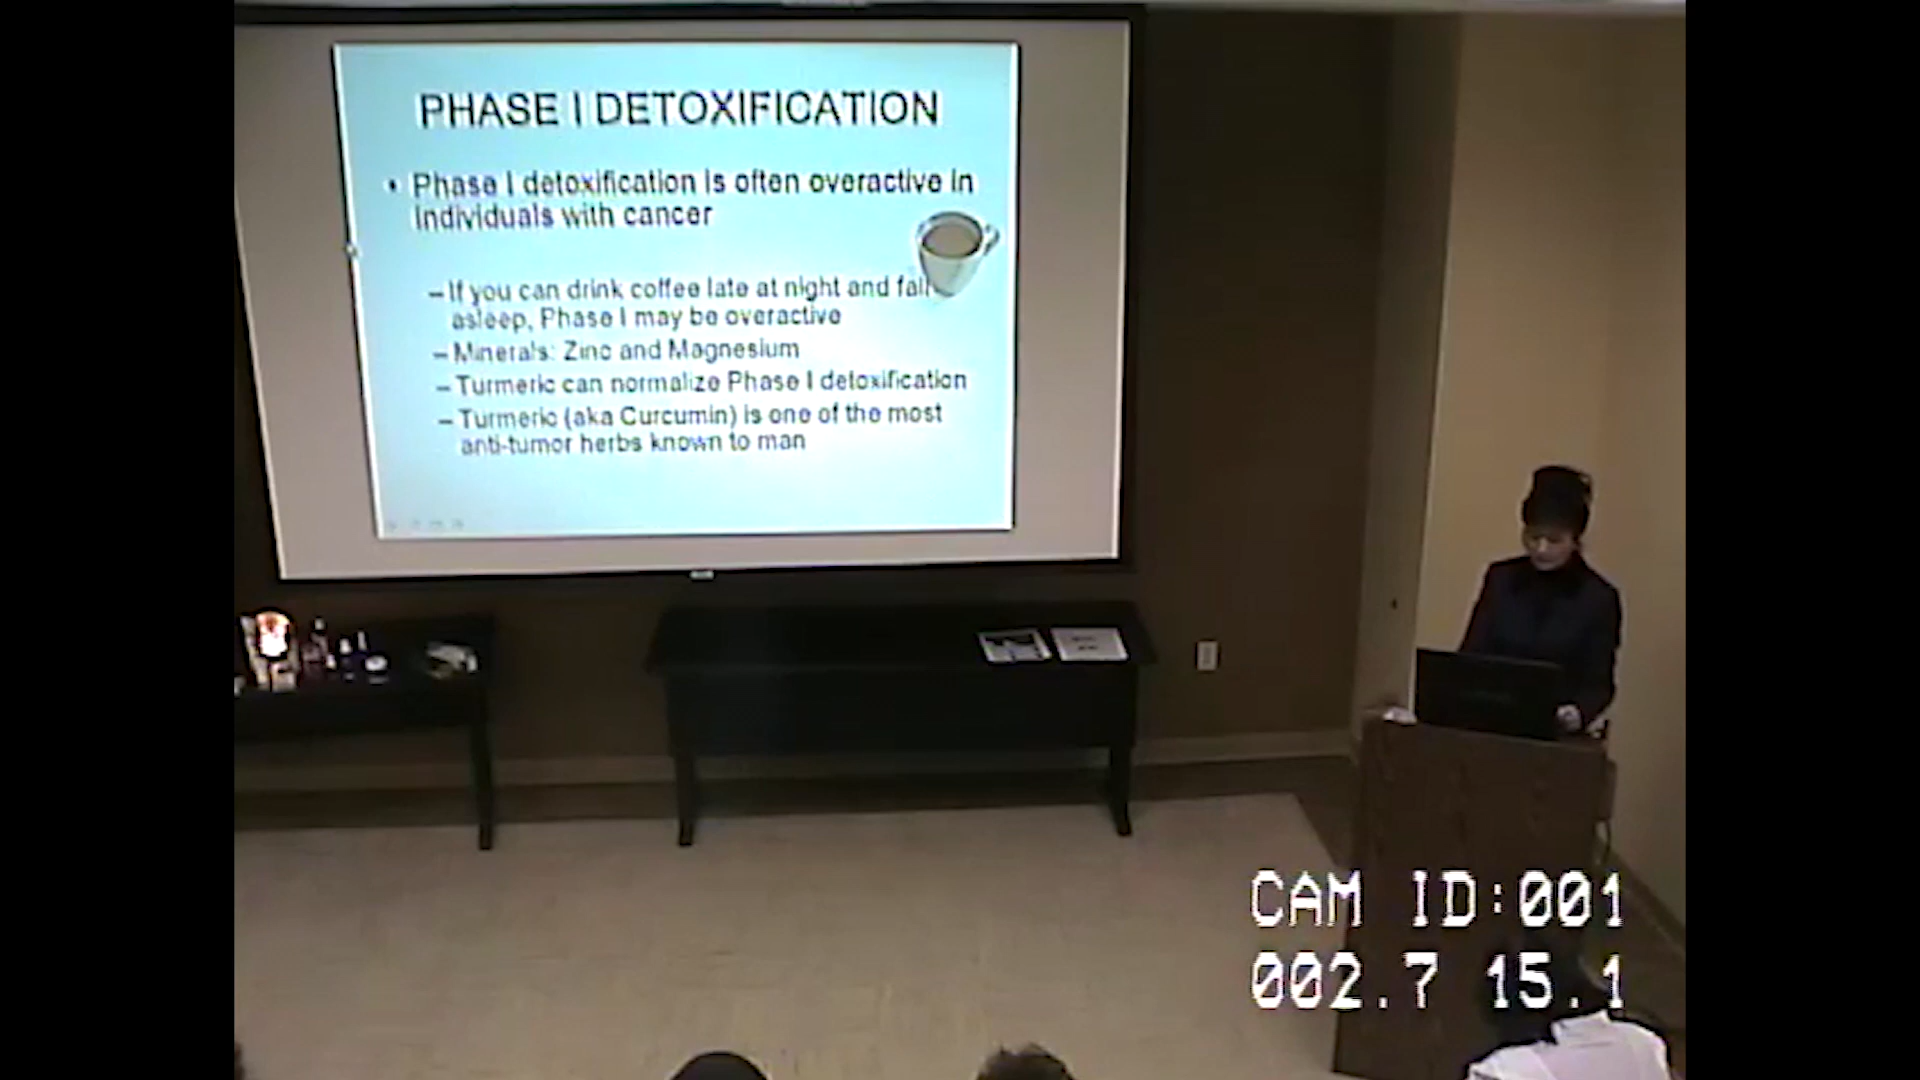 PHASE I DETOXIFICATION
• Phase I detoxification is often overactive in
individuals with cancer
– If you can drink coffee late at night and fall
asleep, Phase I may be overactive
– Minerals: Zinc and Magnesium
– Turmeric can normalize Phase I detoxification
– Turmeric (aka Curcumin) is one of the most
anti-tumor herbs known to man
CAM ID:001
002.7 15.1